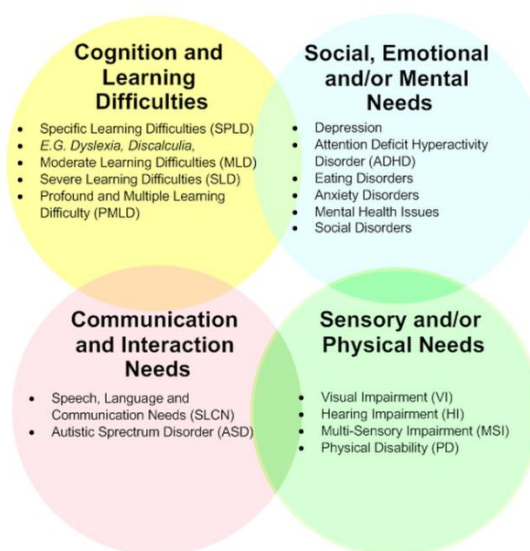 Cognition and
Learning
Difficulties
• Specific Learning Difficulties (SPLD)
• E.G. Dyslexia, Discalculia,
• Moderate Learning Difficulties (MLD)
• Severe Learning Difficulties (SLD)
• Profound and Multiple Learning
Difficulty (PMLD)
Social, Emotional
and/or Mental
Needs
• Depression
• Attention Deficit Hyperactivity
Disorder (ADHD)
• Eating Disorders
• Anxiety Disorders
• Mental Health Issues
• Social Disorders
Communication
and Interaction
Needs
• Speech, Language and
Communication Needs (SLCN)
• Autistic Sprectrum Disorder (ASD)
Sensory and/or
Physical Needs
• Visual Impairment (VI)
• Hearing Impairment (HI)
• Multi-Sensory Impairment (MSI)
• Physical Disability (PD)